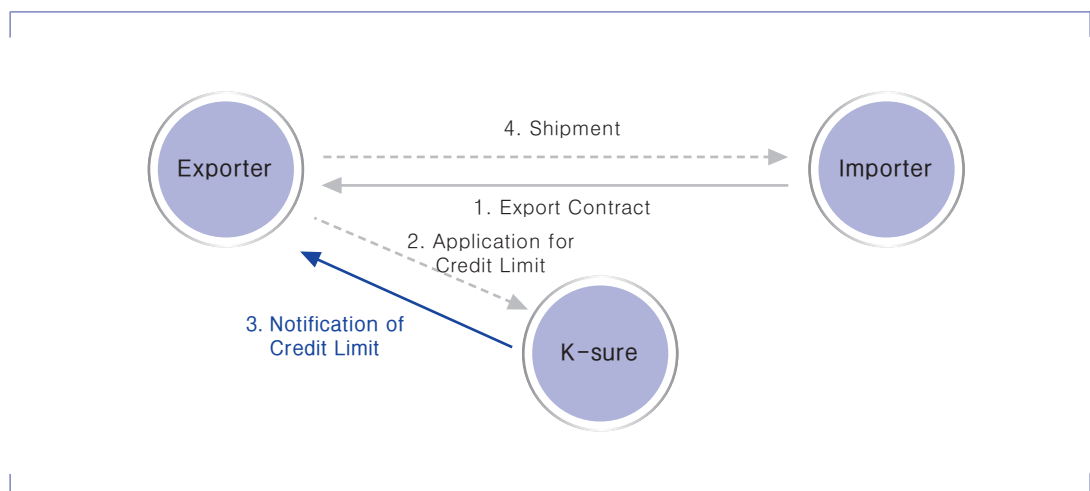 4. Shipment
Exporter
Importer
1. Export Contract
2. Application for
Credit Limit
3. Notification of
Credit Limit
K-sure